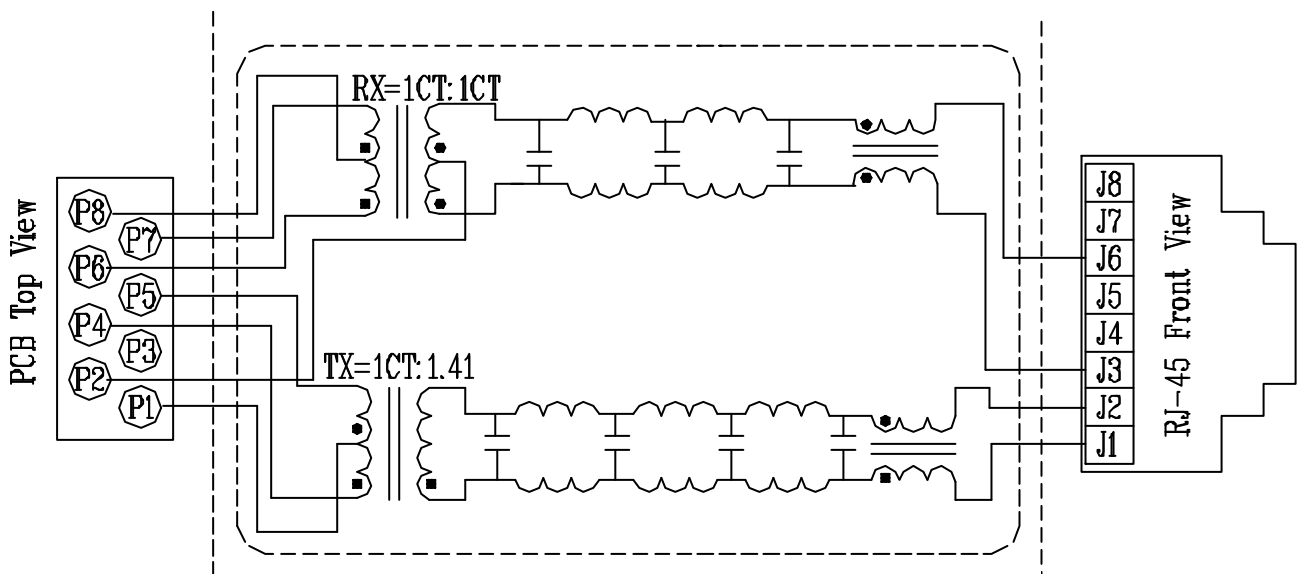 RX=1CT:1CT
PCB Top View
P8
P7
P6
P5
P4
P3
P2
P1
TX=1CT:1.41
J8
J7
J6
J5
J4
J3
J2
J1
RJ-45 Front View